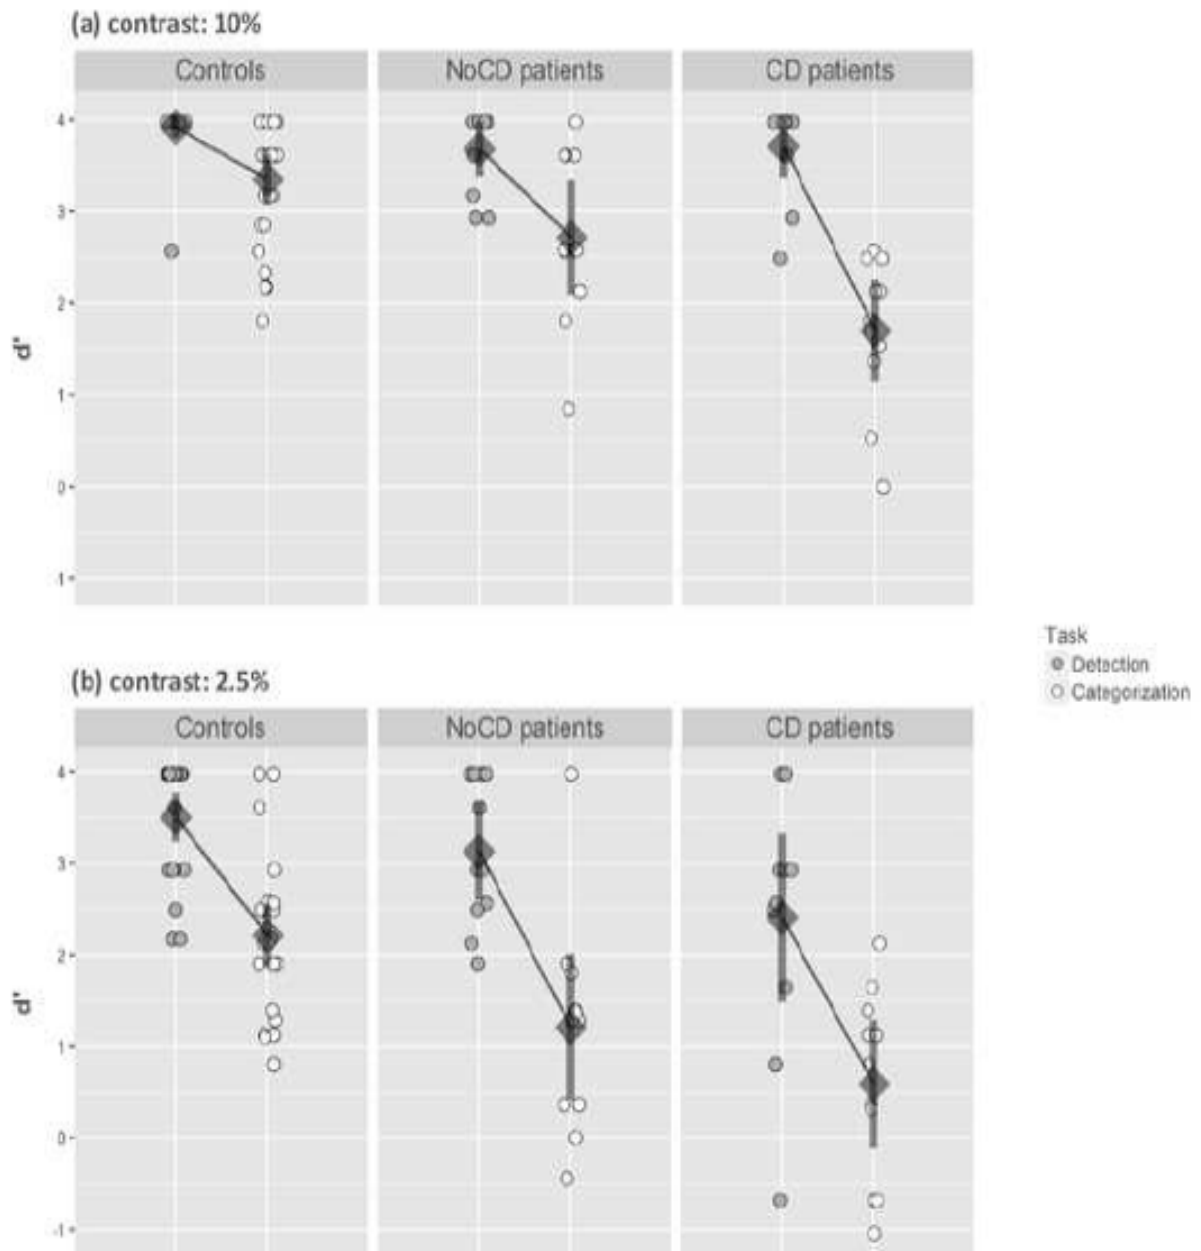 (a) contrast: 10%
Controls NoCD patients CD patients
4
3
2
1
0
1
d'
Task
Detection
Categorization
(b) contrast: 2.5%
Controls NoCD patients CD patients
4
3
2
1
0
-1
d'